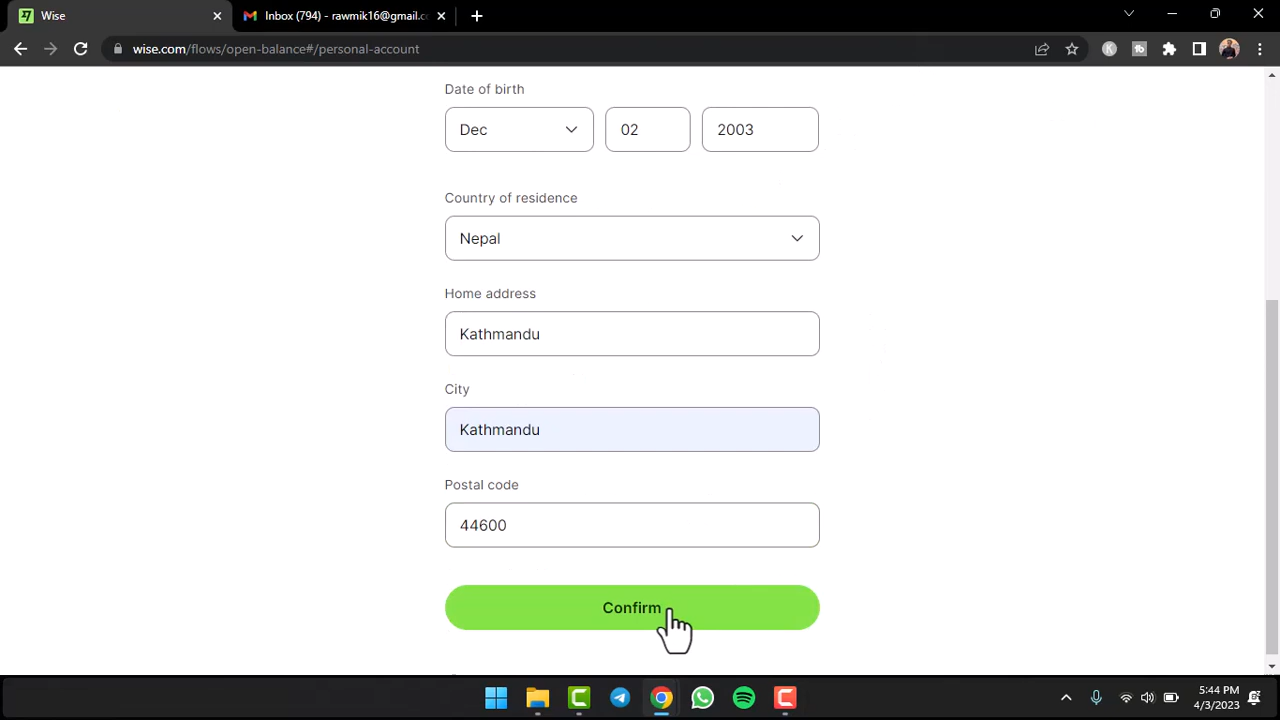 Wise
Inbox (794) - rawmik16@gmail.c
wise.com/flows/open-balance#/personal-account
Date of birth
Dec
02
2003
Country of residence
Nepal
Home address
Kathmandu
City
Kathmandu
Postal code
44600
Confirm
5:44 PM
4/3/2023